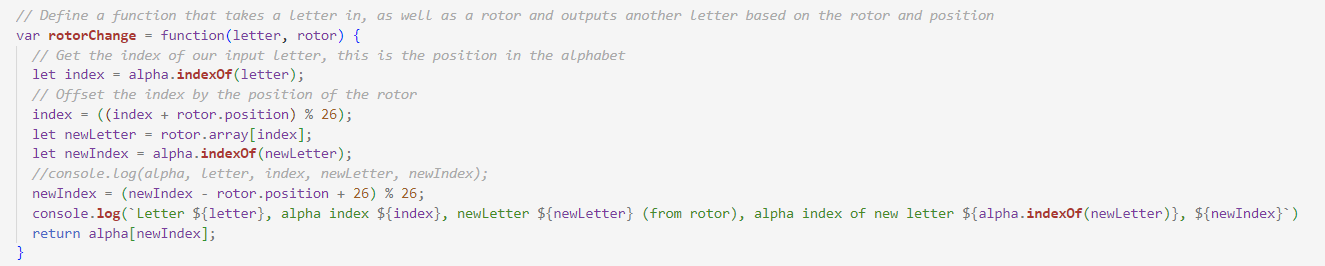 // Define a function that takes a letter in, as well as a rotor and outputs another letter based on the rotor and position
var rotorChange = function(letter, rotor) {
  // Get the index of our input letter, this is the position in the alphabet
  let index = alpha.indexOf(letter);
  // Offset the index by the position of the rotor
  index = ((index + rotor.position) % 26);
  let newLetter = rotor.array[index];
  let newIndex = alpha.indexOf(newLetter);
  //console.log(alpha, letter, index, newLetter, newIndex);
  newIndex = (newIndex - rotor.position + 26) % 26;
  console.log(`Letter ${letter}, alpha index ${index}, newLetter ${newLetter} (from rotor), alpha index of new letter ${alpha.indexOf(newLetter)}, ${newIndex}`)
  return alpha[newIndex];
}